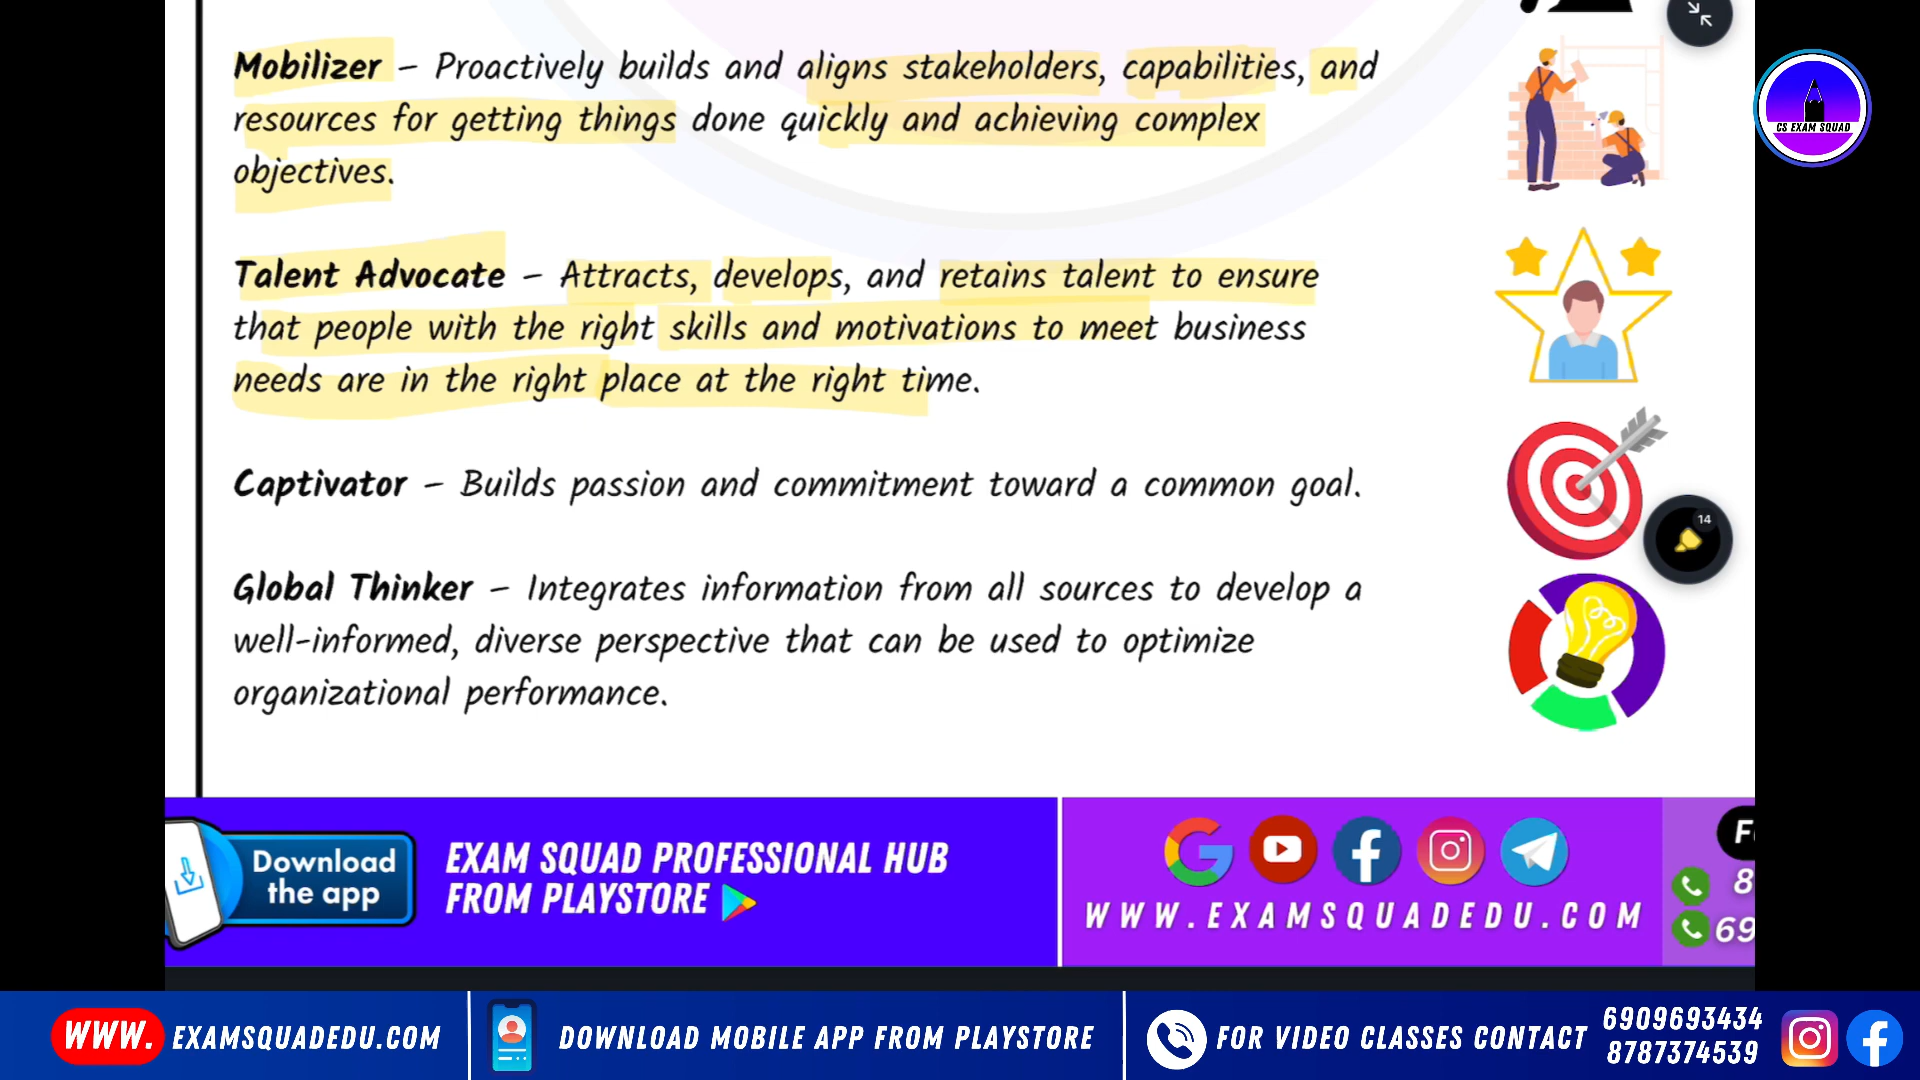 Mobilizer – Proactively builds and aligns stakeholders, capabilities, and
resources for getting things done quickly and achieving complex
objectives.
Talent Advocate – Attracts, develops, and retains talent to ensure
that people with the right skills and motivations to meet business
needs are in the right place at the right time.
Captivator – Builds passion and commitment toward a common goal.
Global Thinker – Integrates information from all sources to develop a
well-informed, diverse perspective that can be used to optimize
organizational performance.
CS EXAM SQUAD
14
Download
the app
EXAM SQUAD PROFESSIONAL HUB
FROM PLAYSTORE
WWW.EXAMSQUADEDU.COM
8
69
WWW. EXAMSQUADEDU.COM
DOWNLOAD MOBILE APP FROM PLAYSTORE
FOR VIDEO CLASSES CONTACT
6909693434
8787374539